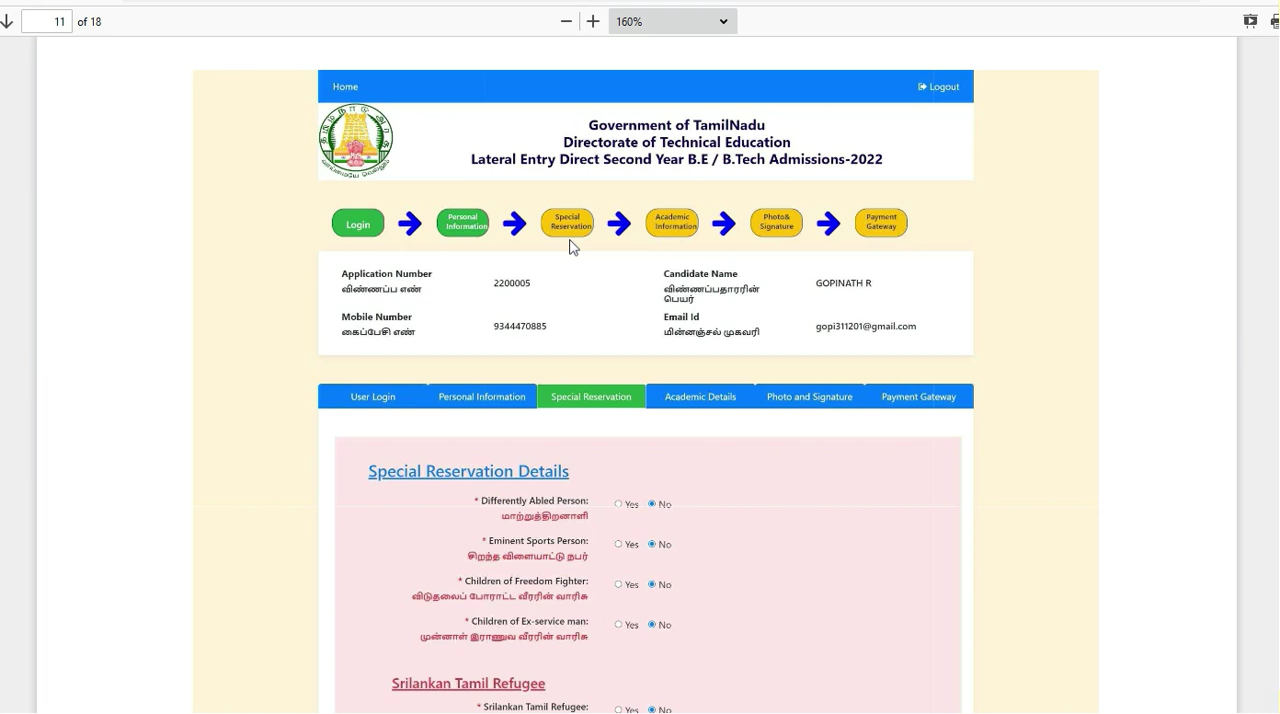 11 of 18
160%
Home
Logout
Government of TamilNadu
Directorate of Technical Education
Lateral Entry Direct Second Year B.E / B.Tech Admissions-2022
Login
Personal Information
Special Reservation
Academic Information
Photo& Signature
Payment Gateway
Application Number
விண்ணப்ப எண்
2200005
Candidate Name
விண்ணப்பதாரரின்
பெயர்
GOPINATH R
Mobile Number
கைப்பேசி எண்
9344470885
Email Id
மின்னஞ்சல் முகவரி
gopi311201@gmail.com
User Login
Personal Information
Special Reservation
Academic Details
Photo and Signature
Payment Gateway
Special Reservation Details
* Differently Abled Person:
மாற்றுத்திறனாளி
Yes No
* Eminent Sports Person:
சிறந்த விளையாட்டு நபர்
Yes No
* Children of Freedom Fighter:
விடுதலைப் போராட்ட வீரரின் வாரிசு
Yes No
* Children of Ex-service man:
முன்னாள் இராணுவ வீரரின் வாரிசு
Yes No
Srilankan Tamil Refugee
* Srilankan Tamil Refugee:
Yes No